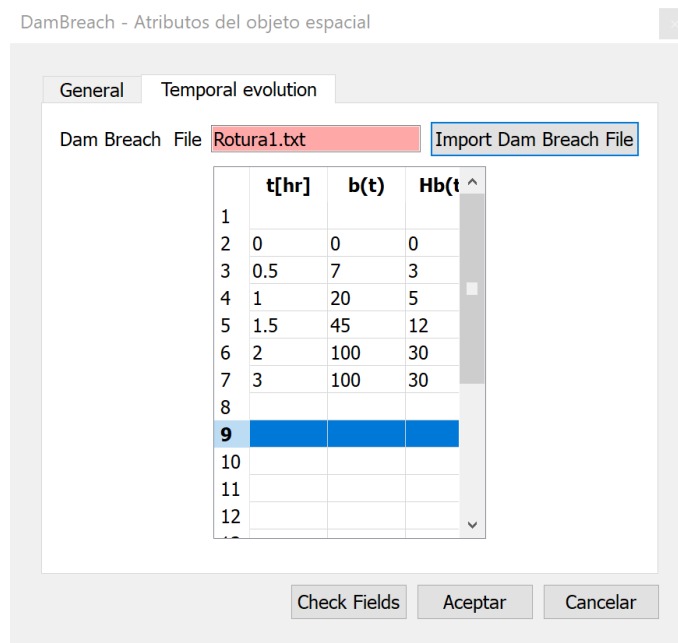 DamBreach - Atributos del objeto espacial
General Temporal evolution
Dam Breach File Rotura1.txt Import Dam Breach File
t[hr] b(t) Hb(t
1
2 0 0 0
3 0.5 7 3
4 1 20 5
5 1.5 45 12
6 2 100 30
7 3 100 30
8
9
10
11
12
Check Fields Aceptar Cancelar